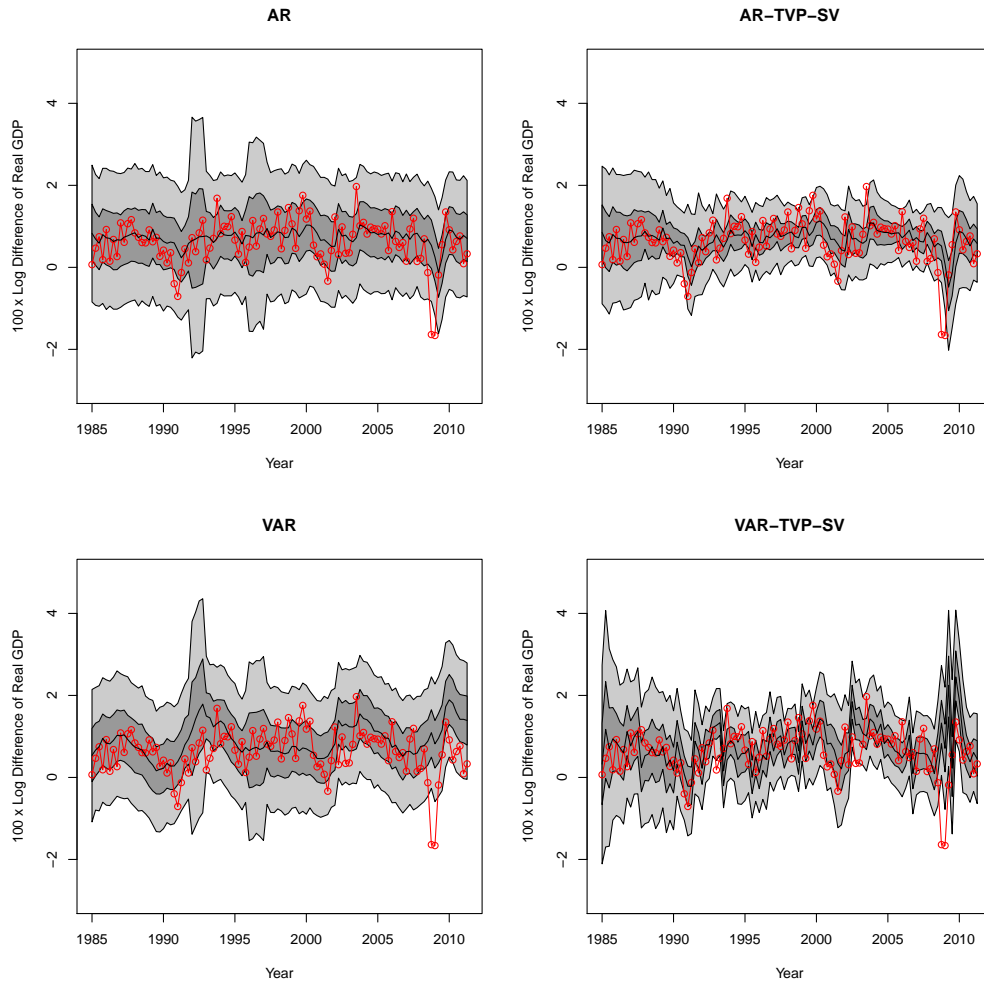 AR
100 x Log Difference of Real GDP
4
2
0
−2
1985 1990 1995 2000 2005 2010
Year
AR−TVP−SV
100 x Log Difference of Real GDP
4
2
0
−2
1985 1990 1995 2000 2005 2010
Year
VAR
100 x Log Difference of Real GDP
4
2
0
−2
1985 1990 1995 2000 2005 2010
Year
VAR−TVP−SV
100 x Log Difference of Real GDP
4
2
0
−2
1985 1990 1995 2000 2005 2010
Year